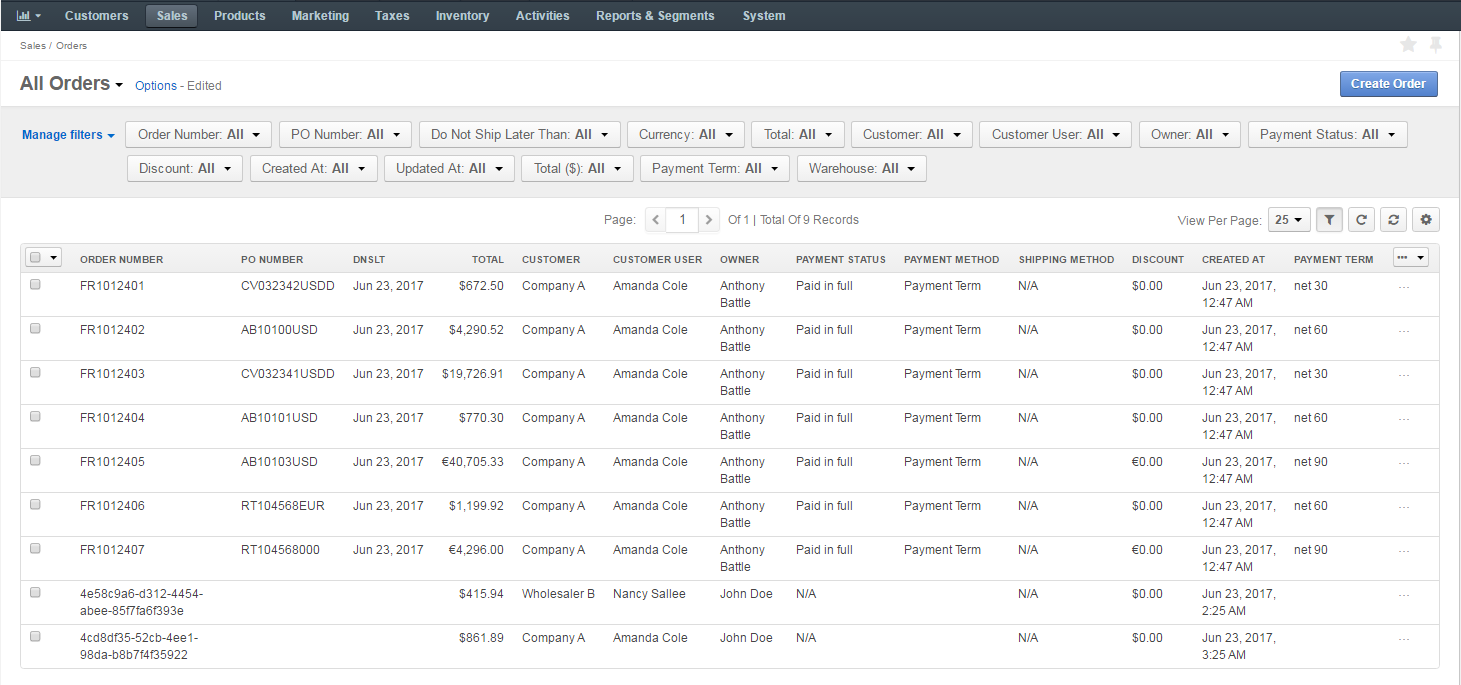 Customers Sales Products Marketing Taxes Inventory Activities Reports & Segments System
Sales / Orders
All Orders Options - Edited Create Order
Manage filters Order Number: All PO Number: All Do Not Ship Later Than: All Currency: All Total: All Customer: All Customer User: All Owner: All Payment Status: All
Discount: All Created At: All Updated At: All Total ($): All Payment Term: All Warehouse: All
Page: 1 Of 1 | Total Of 9 Records View Per Page: 25
ORDER NUMBER PO NUMBER DNSLT TOTAL CUSTOMER CUSTOMER USER OWNER PAYMENT STATUS PAYMENT METHOD SHIPPING METHOD DISCOUNT CREATED AT PAYMENT TERM
FR1012401 CV032342USDD Jun 23, 2017 $672.50 Company A Amanda Cole Anthony Paid in full Payment Term N/A $0.00 Jun 23, 2017, net 30 ...
Battle 12:47 AM
FR1012402 AB10100USD Jun 23, 2017 $4,290.52 Company A Amanda Cole Anthony Paid in full Payment Term N/A $0.00 Jun 23, 2017, net 60 ...
Battle 12:47 AM
FR1012403 CV032341USDD Jun 23, 2017 $19,726.91 Company A Amanda Cole Anthony Paid in full Payment Term N/A $0.00 Jun 23, 2017, net 30 ...
Battle 12:47 AM
FR1012404 AB10101USD Jun 23, 2017 $770.30 Company A Amanda Cole Anthony Paid in full Payment Term N/A $0.00 Jun 23, 2017, net 60 ...
Battle 12:47 AM
FR1012405 AB10103USD Jun 23, 2017 €40,705.33 Company A Amanda Cole Anthony Paid in full Payment Term N/A €0.00 Jun 23, 2017, net 90 ...
Battle 12:47 AM
FR1012406 RT104568EUR Jun 23, 2017 $1,199.92 Company A Amanda Cole Anthony Paid in full Payment Term N/A $0.00 Jun 23, 2017, net 60 ...
Battle 12:47 AM
FR1012407 RT104568000 Jun 23, 2017 €4,296.00 Company A Amanda Cole Anthony Paid in full Payment Term N/A €0.00 Jun 23, 2017, net 90 ...
Battle 12:47 AM
4e58c9a6-d312-4454- $415.94 Wholesaler B Nancy Sallee John Doe N/A N/A $0.00 Jun 23, 2017, ...
abee-85f7fa6f393e 2:25 AM
4cd8df35-52cb-4ee1- $861.89 Company A Amanda Cole John Doe N/A N/A $0.00 Jun 23, 2017, ...
98da-b8b7f4f35922 3:25 AM